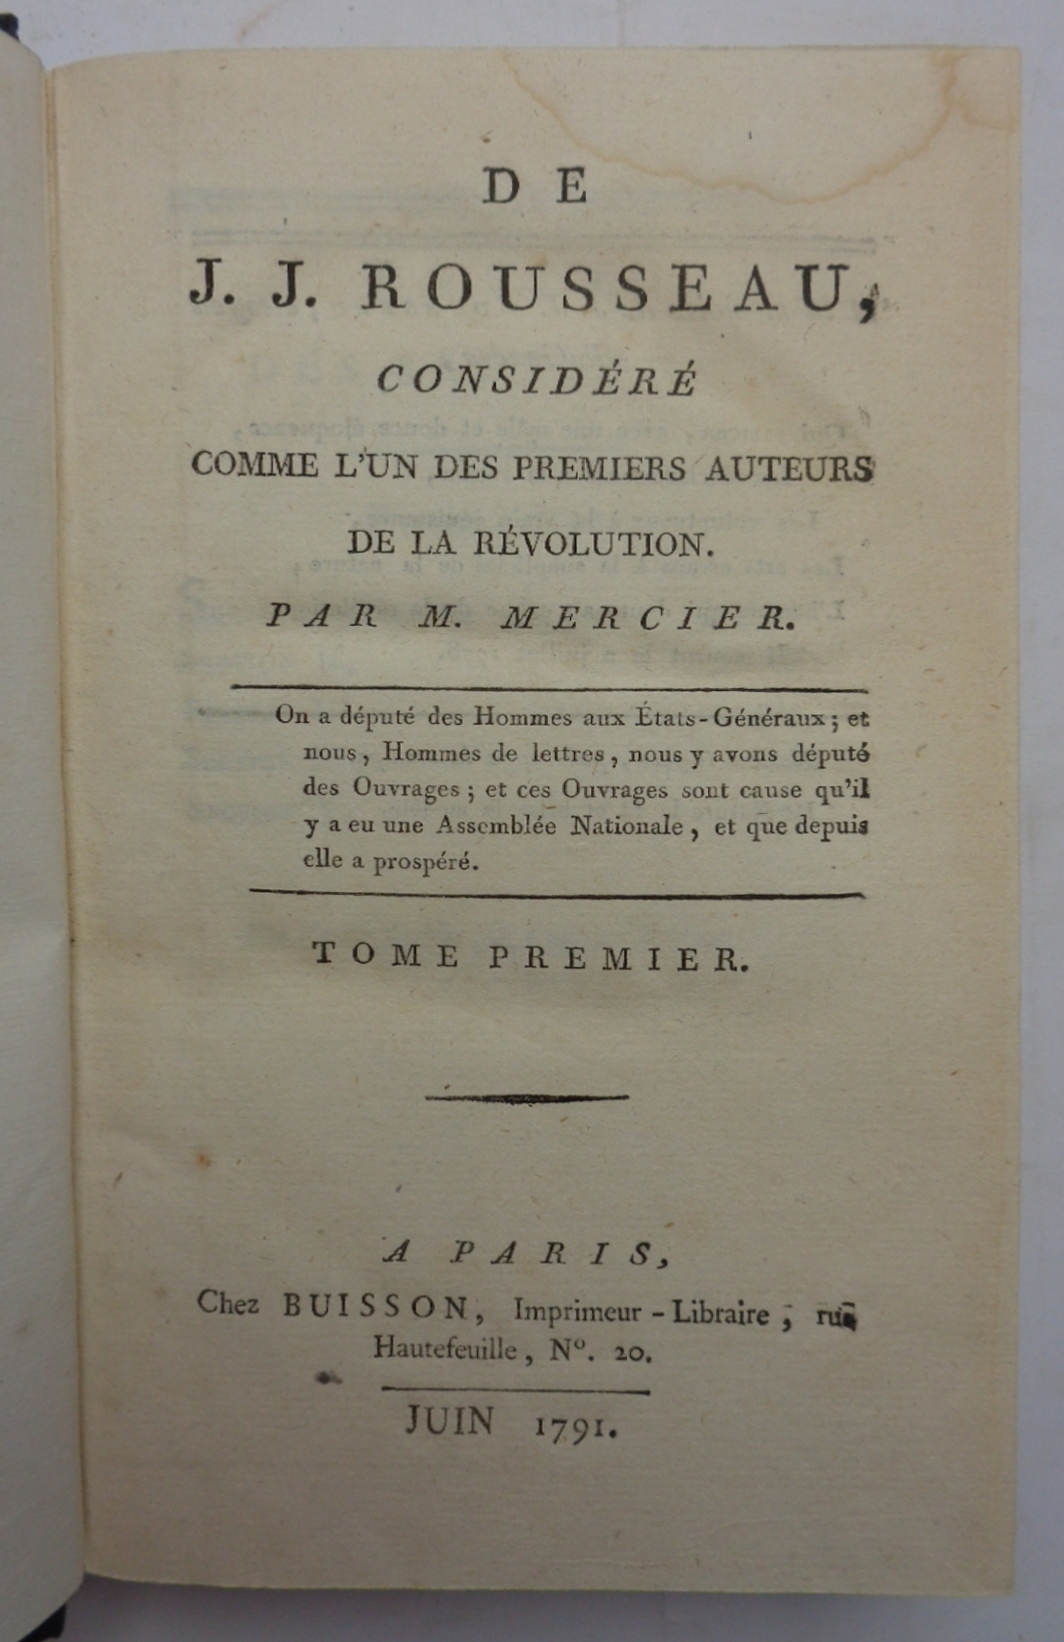 DE
J. J. ROUSSEAU,
CONSIDÉRÉ
COMME L'UN DES PREMIERS AUTEURS
DE LA RÉVOLUTION.
PAR M. MERCIER.
On a député des Hommes aux États-Généraux ; et
nous, Hommes de lettres, nous y avons député
des Ouvrages ; et ces Ouvrages sont cause qu'il
y a eu une Assemblée Nationale, et que depuis
elle a prospéré.
TOME PREMIER.
A PARIS,
Chez BUISSON, Imprimeur-Libraire, rue
Hautefeuille, Nº. 20.
JUIN 1791.